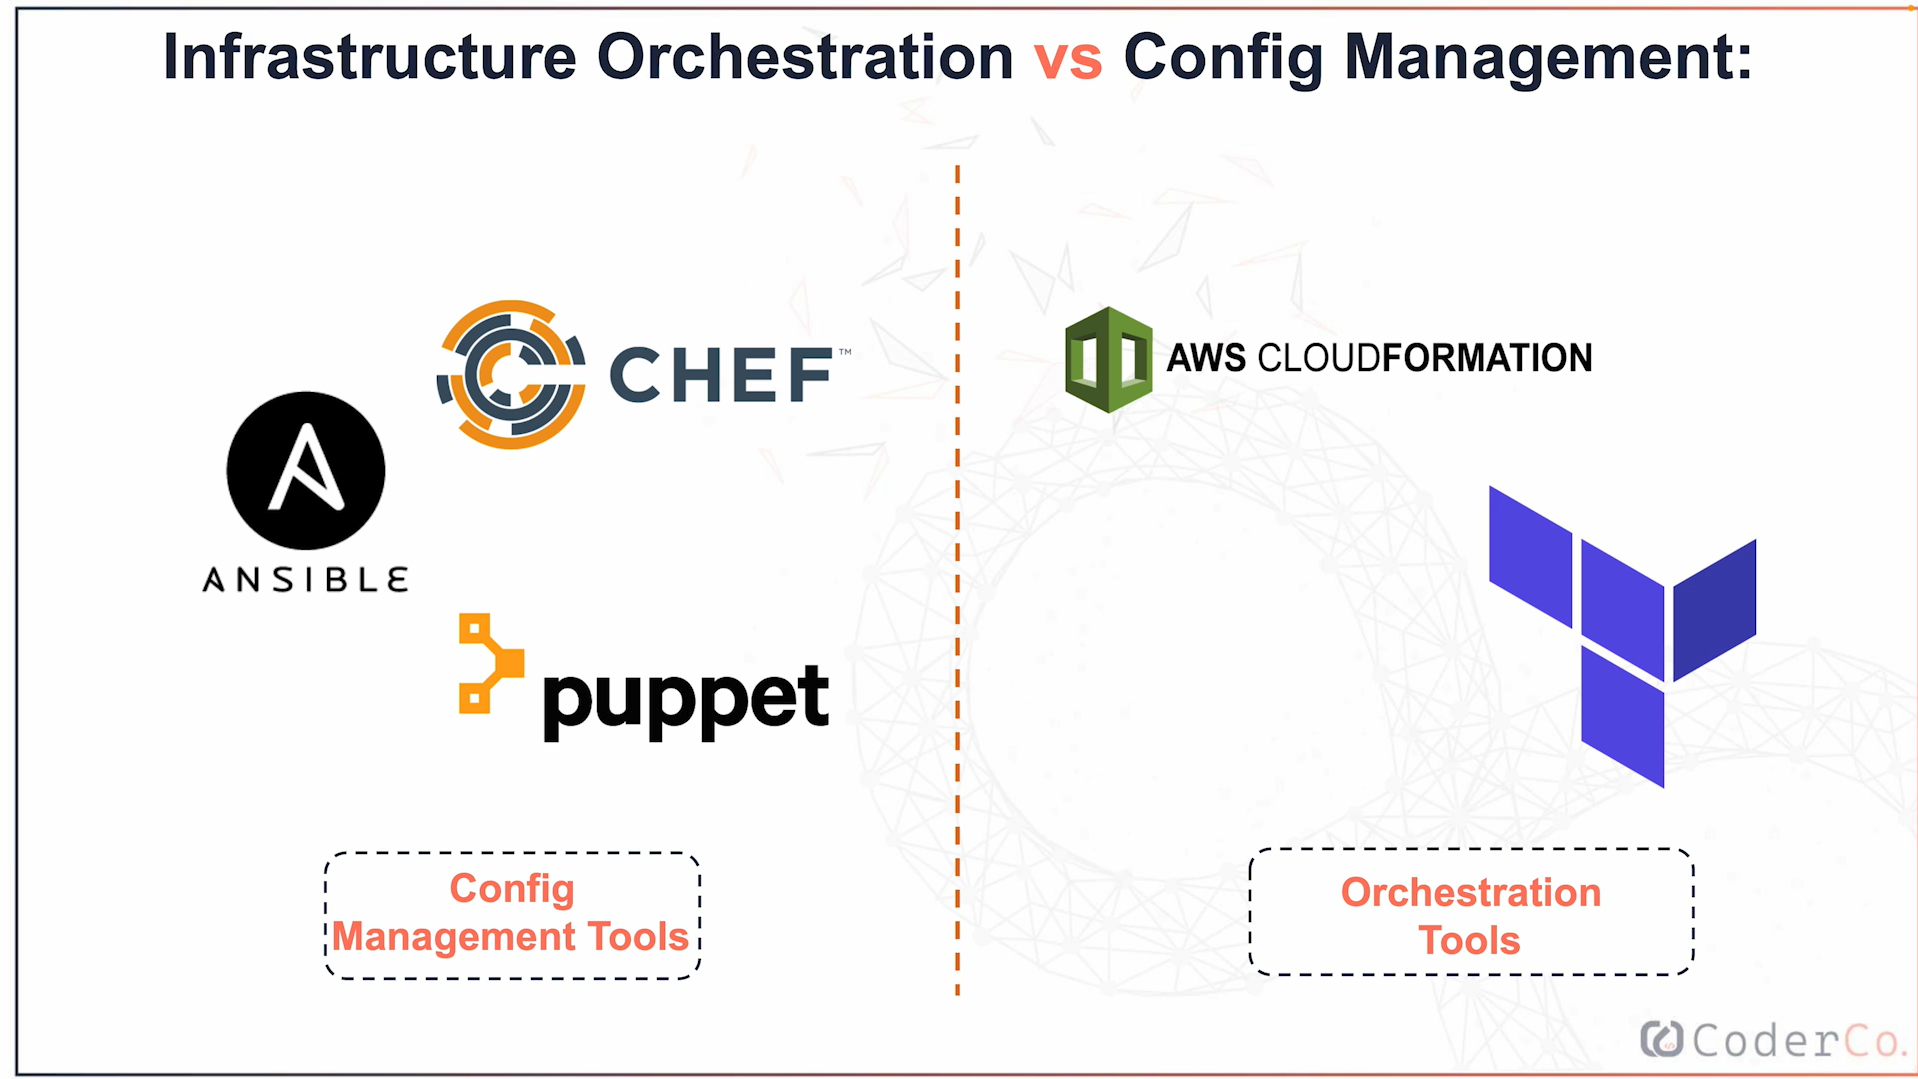 Infrastructure Orchestration vs Config Management:
CHEF™
ANSIBLE
puppet
Config
Management Tools
AWS CLOUDFORMATION
Orchestration
Tools
CoderCo.